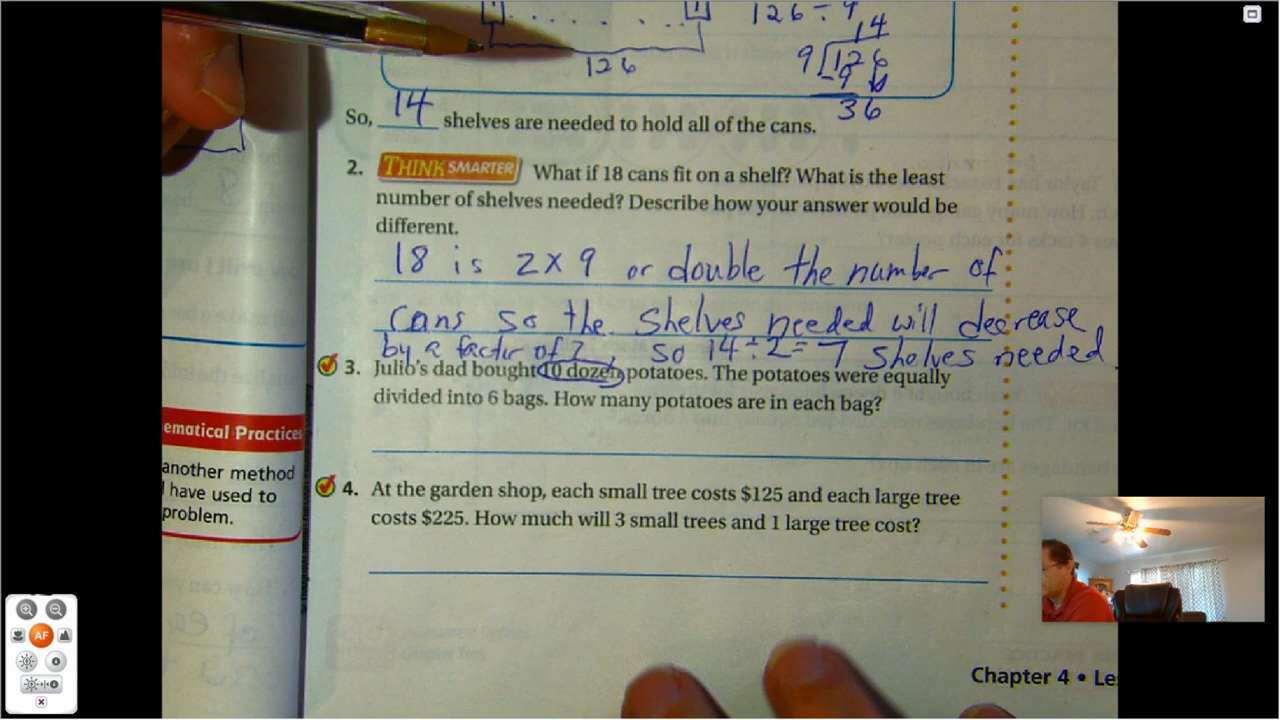 126 ÷ 9
14
9 126
126
-9
36
So, 14 shelves are needed to hold all of the cans.
2. THINK SMARTER What if 18 cans fit on a shelf? What is the least
number of shelves needed? Describe how your answer would be
different.
18 is 2 x 9 or double the number of
cans so the shelves needed will decrease
by a factor of 2, so 14 ÷ 2 = 7 shelves needed.
3. Julio's dad bought 10 dozen potatoes. The potatoes were equally
divided into 6 bags. How many potatoes are in each bag?
ematical Practices
another method
I have used to
problem.
4. At the garden shop, each small tree costs $125 and each large tree
costs $225. How much will 3 small trees and 1 large tree cost?
Chapter 4 • Le
AF